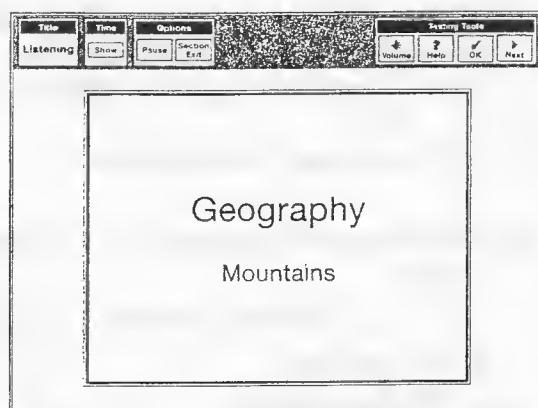 Title
Time
Options
Testing Tools
Listening
Show
Pause
Section
Exit
Volume
Help
OK
Next
Geography
Mountains